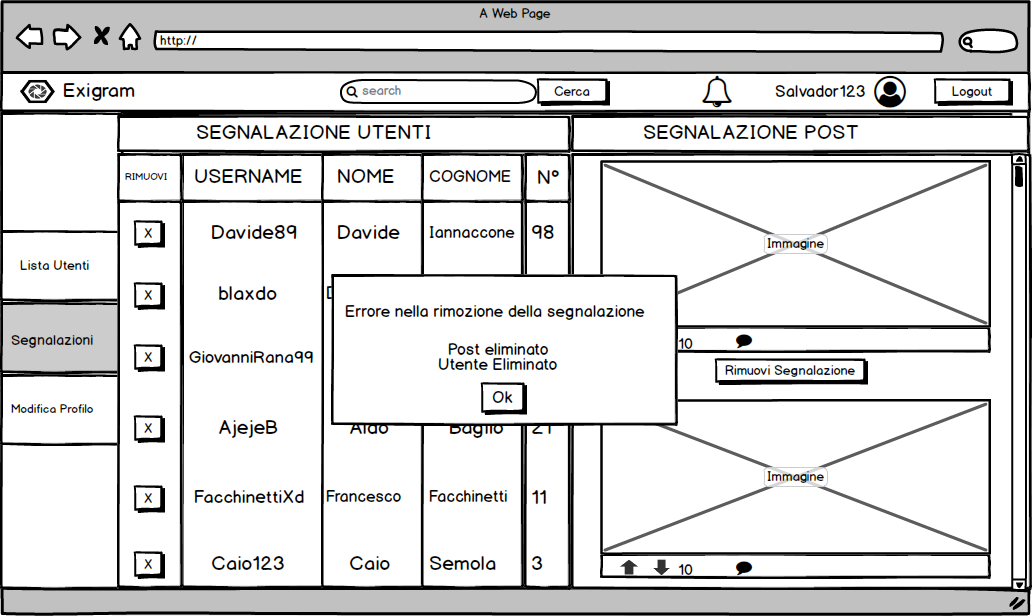 A Web Page
http://
Exigram
search
Cerca
Salvador123
Logout
SEGNALAZIONE UTENTI
SEGNALAZIONE POST
RIMUOVI
USERNAME
NOME
COGNOME
N°
Lista Utenti
Segnalazioni
Modifica Profilo
X
Davide89
Davide
Iannaccone
98
X
blaxdo
X
GiovanniRana99
X
AjejeB
Aldo
Baglio
21
X
FacchinettiXd
Francesco
Facchinetti
11
X
Caio123
Caio
Semola
3
Errore nella rimozione della segnalazione
Post eliminato
Utente Eliminato
Ok
Immagine
10
Rimuovi Segnalazione
Immagine
10